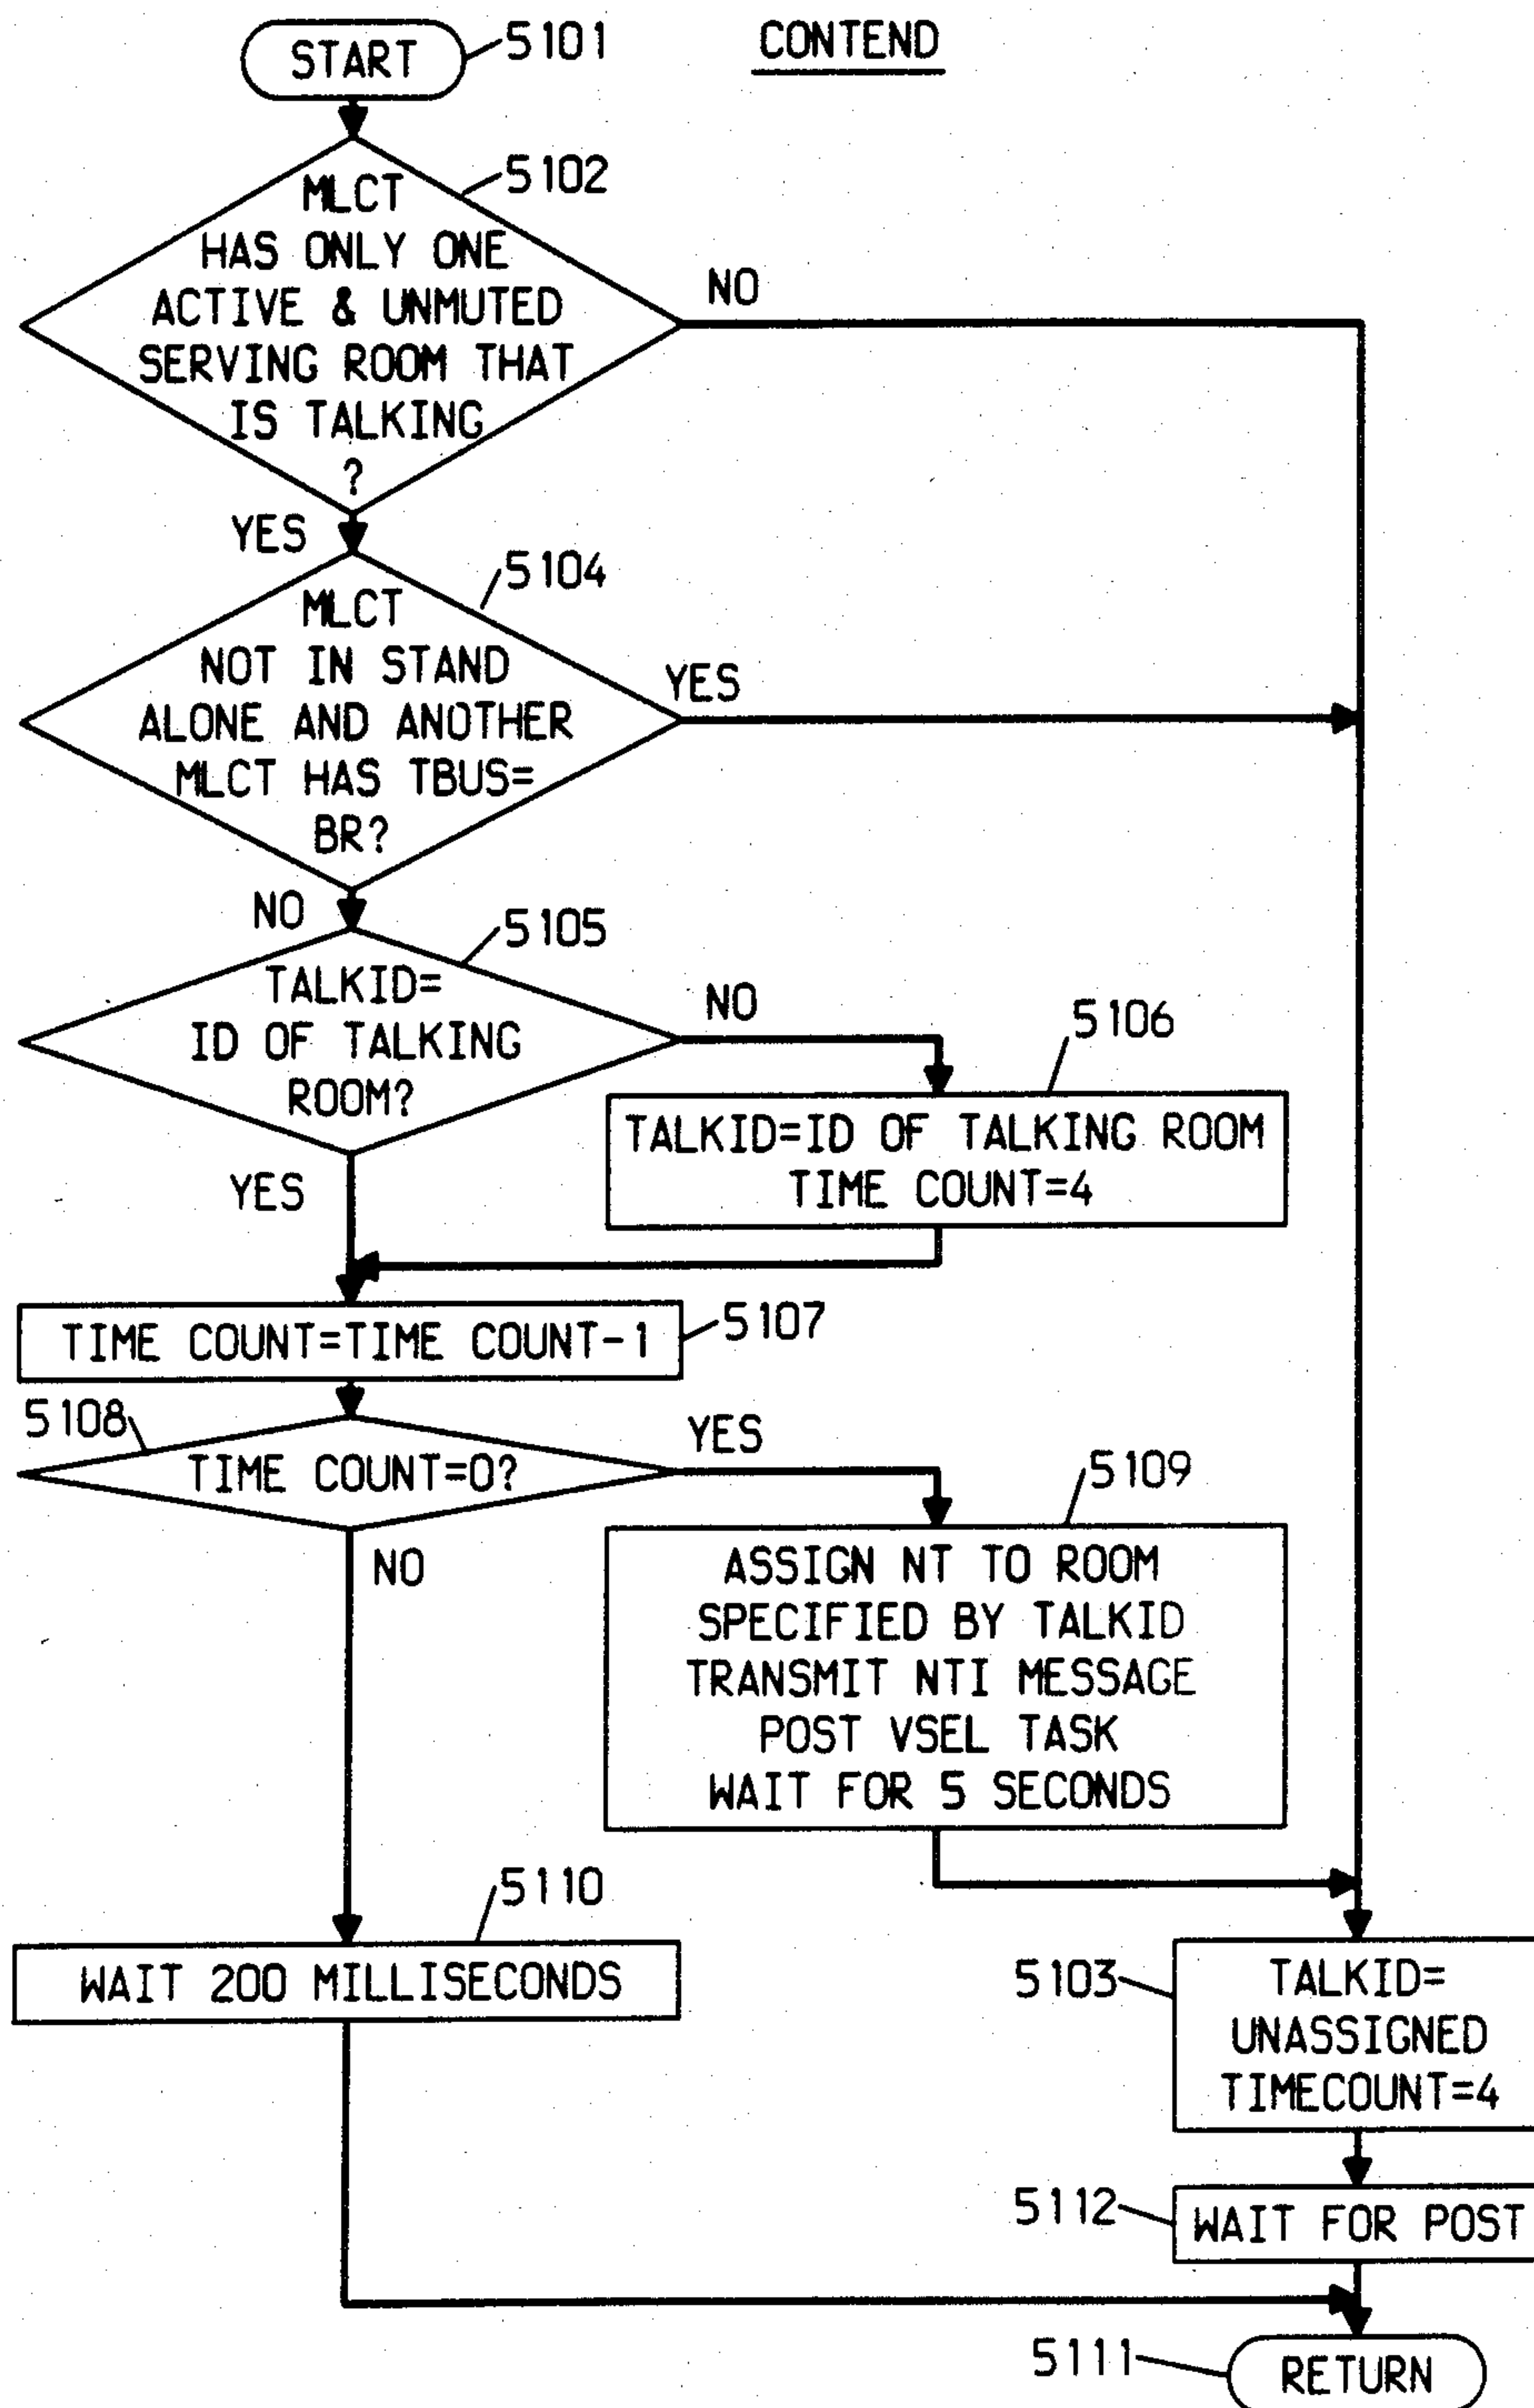 START
5101
CONTEND
5102
MLCT
HAS ONLY ONE
ACTIVE & UNMUTED
SERVING ROOM THAT
IS TALKING
?
NO
YES
5104
MLCT
NOT IN STAND
ALONE AND ANOTHER
MLCT HAS TBUS=
BR?
YES
NO
5105
TALKID=
ID OF TALKING
ROOM?
NO
5106
TALKID=ID OF TALKING ROOM
TIME COUNT=4
YES
TIME COUNT=TIME COUNT-1
5107
5108
TIME COUNT=0?
YES
5109
NO
ASSIGN NT TO ROOM
SPECIFIED BY TALKID
TRANSMIT NTI MESSAGE
POST VSEL TASK
WAIT FOR 5 SECONDS
5110
WAIT 200 MILLISECONDS
5103
TALKID=
UNASSIGNED
TIMECOUNT=4
5112
WAIT FOR POST
5111
RETURN